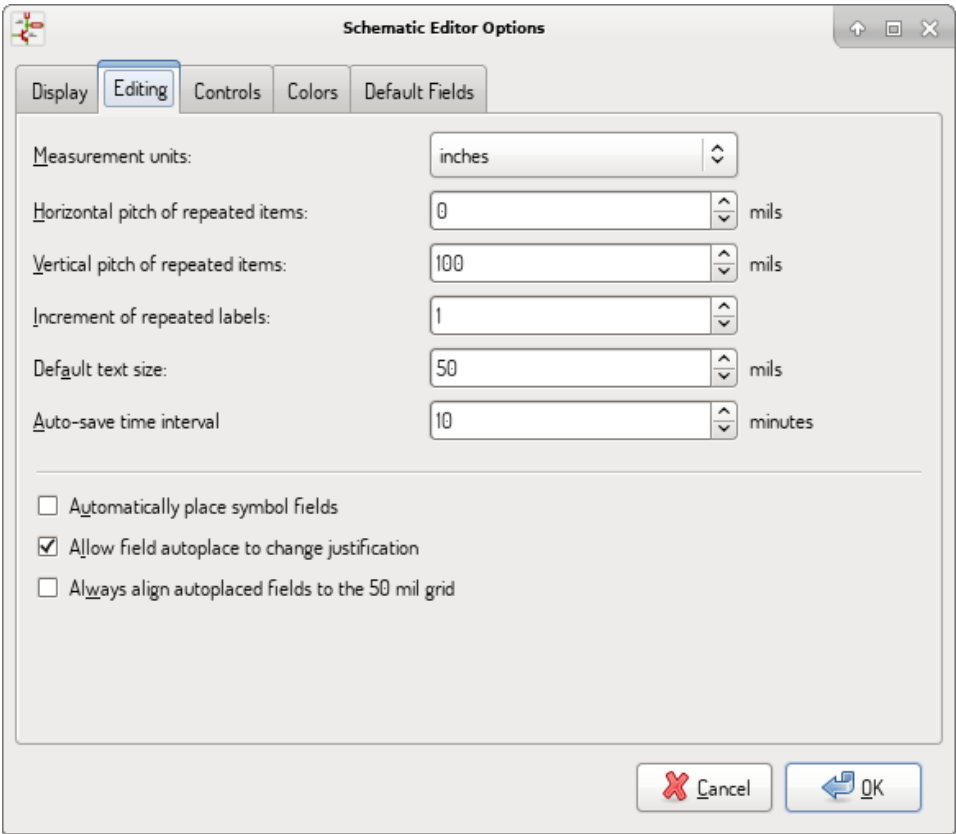 Schematic Editor Options
Display Editing Controls Colors Default Fields
Measurement units: inches
Horizontal pitch of repeated items: 0 mils
Vertical pitch of repeated items: 100 mils
Increment of repeated labels: 1
Default text size: 50 mils
Auto-save time interval 10 minutes
Automatically place symbol fields
Allow field autoplace to change justification
Always align autoplaced fields to the 50 mil grid
Cancel OK